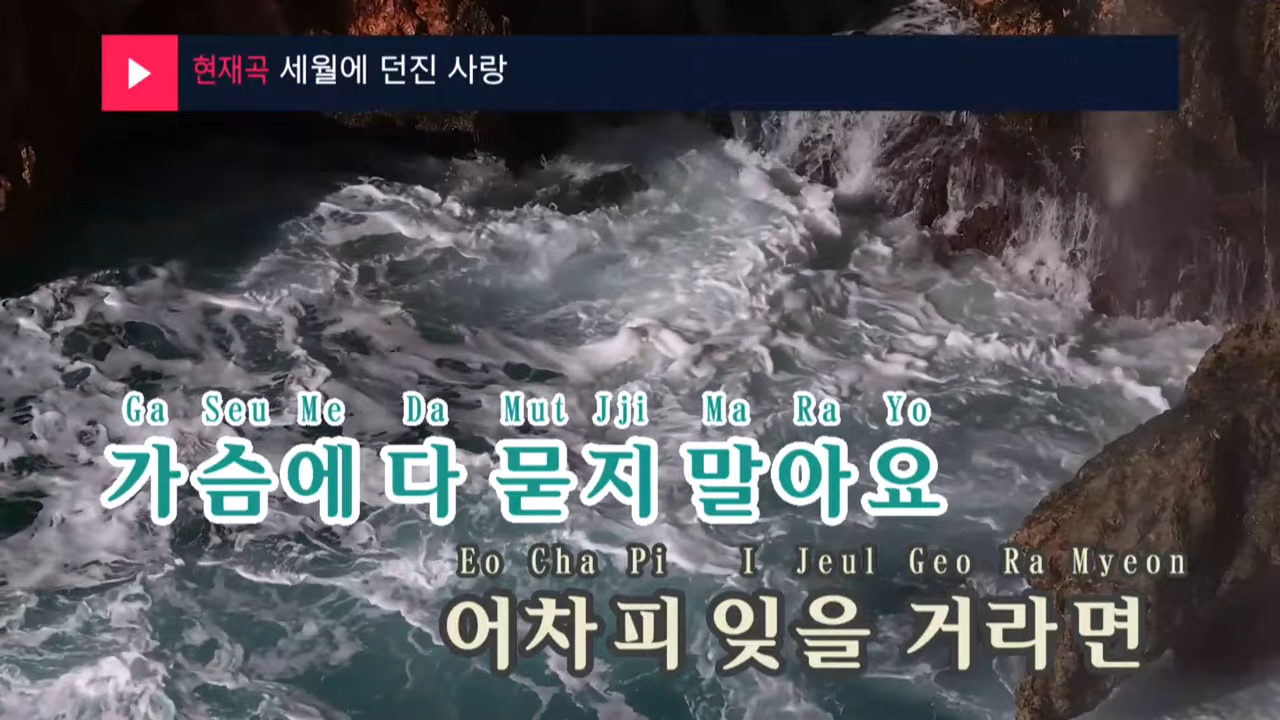 현재곡 세월에 던진 사랑
Ga Seu Me Da Mut Jji Ma Ra Yo
가슴에 다 묻지 말아요
Eo Cha Pi I Jeul Geo Ra Myeon
어차피 잊을 거라면